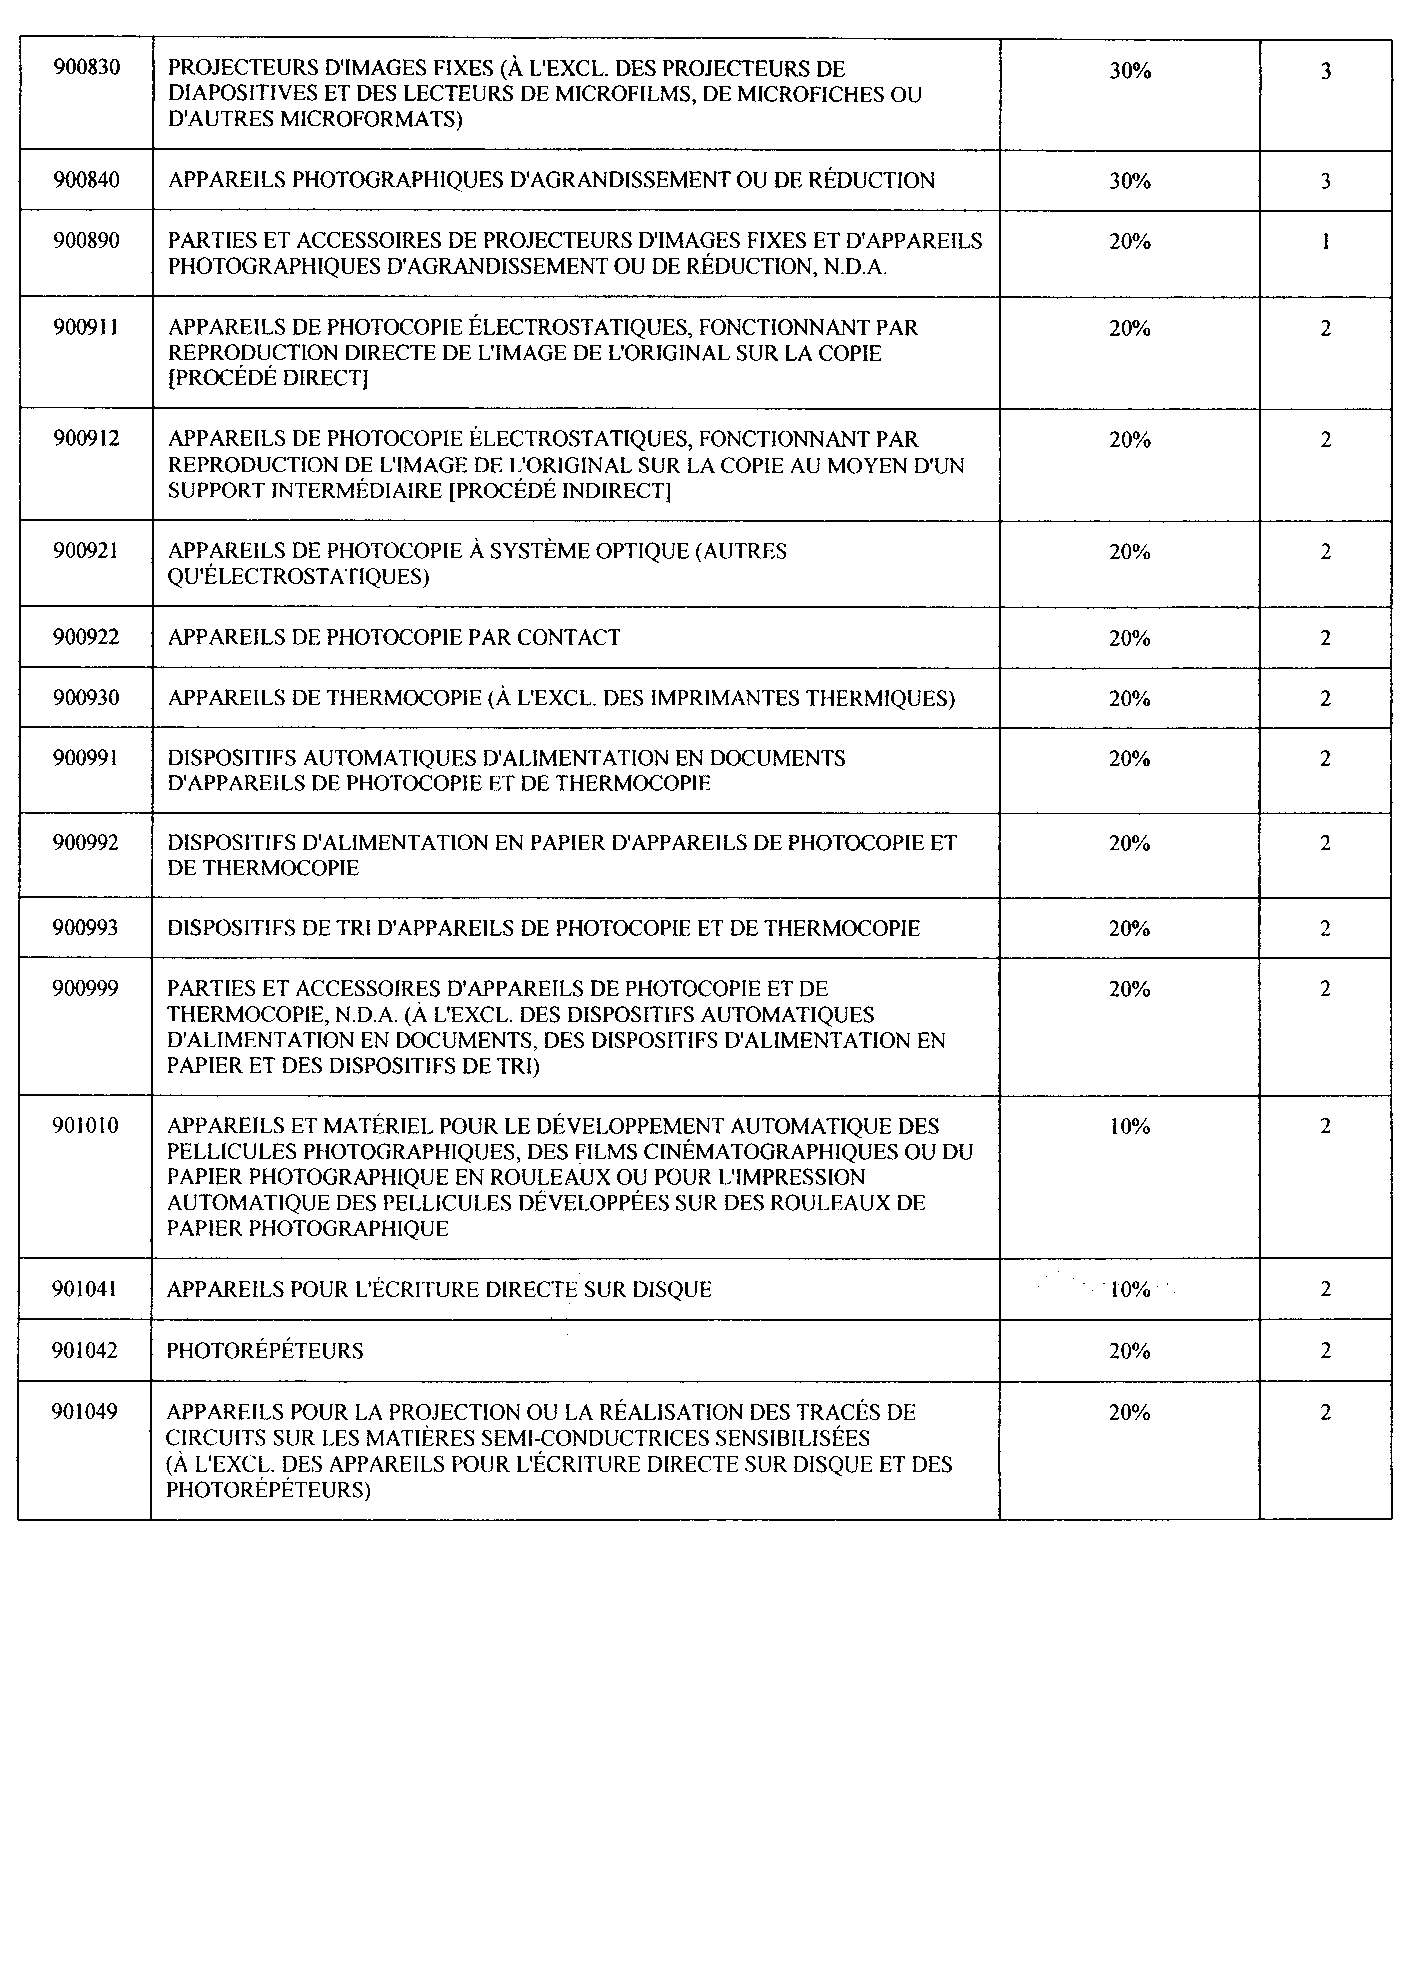 900830 PROJECTEURS D'IMAGES FIXES (À L'EXCL. DES PROJECTEURS DE 30% 3
DIAPOSITIVES ET DES LECTEURS DE MICROFILMS, DE MICROFICHES OU
D'AUTRES MICROFORMATS)
900840 APPAREILS PHOTOGRAPHIQUES D'AGRANDISSEMENT OU DE RÉDUCTION 30% 3
900890 PARTIES ET ACCESSOIRES DE PROJECTEURS D'IMAGES FIXES ET D'APPAREILS 20% 1
PHOTOGRAPHIQUES D'AGRANDISSEMENT OU DE RÉDUCTION, N.D.A.
900911 APPAREILS DE PHOTOCOPIE ÉLECTROSTATIQUES, FONCTIONNANT PAR 20% 2
REPRODUCTION DIRECTE DE L'IMAGE DE L'ORIGINAL SUR LA COPIE
[PROCÉDÉ DIRECT]
900912 APPAREILS DE PHOTOCOPIE ÉLECTROSTATIQUES, FONCTIONNANT PAR 20% 2
REPRODUCTION DE L'IMAGE DE L'ORIGINAL SUR LA COPIE AU MOYEN D'UN
SUPPORT INTERMÉDIAIRE [PROCÉDÉ INDIRECT]
900921 APPAREILS DE PHOTOCOPIE À SYSTÈME OPTIQUE (AUTRES 20% 2
QU'ÉLECTROSTATIQUES)
900922 APPAREILS DE PHOTOCOPIE PAR CONTACT 20% 2
900930 APPAREILS DE THERMOCOPIE (À L'EXCL. DES IMPRIMANTES THERMIQUES) 20% 2
900991 DISPOSITIFS AUTOMATIQUES D'ALIMENTATION EN DOCUMENTS 20% 2
D'APPAREILS DE PHOTOCOPIE ET DE THERMOCOPIE
900992 DISPOSITIFS D'ALIMENTATION EN PAPIER D'APPAREILS DE PHOTOCOPIE ET 20% 2
DE THERMOCOPIE
900993 DISPOSITIFS DE TRI D'APPAREILS DE PHOTOCOPIE ET DE THERMOCOPIE 20% 2
900999 PARTIES ET ACCESSOIRES D'APPAREILS DE PHOTOCOPIE ET DE 20% 2
THERMOCOPIE, N.D.A. (À L'EXCL. DES DISPOSITIFS AUTOMATIQUES
D'ALIMENTATION EN DOCUMENTS, DES DISPOSITIFS D'ALIMENTATION EN
PAPIER ET DES DISPOSITIFS DE TRI)
901010 APPAREILS ET MATÉRIEL POUR LE DÉVELOPPEMENT AUTOMATIQUE DES 10% 2
PELLICULES PHOTOGRAPHIQUES, DES FILMS CINÉMATOGRAPHIQUES OU DU
PAPIER PHOTOGRAPHIQUE EN ROULEAUX OU POUR L'IMPRESSION
AUTOMATIQUE DES PELLICULES DÉVELOPPÉES SUR DES ROULEAUX DE
PAPIER PHOTOGRAPHIQUE
901041 APPAREILS POUR L'ÉCRITURE DIRECTE SUR DISQUE 10% 2
901042 PHOTORÉPÉTEURS 20% 2
901049 APPAREILS POUR LA PROJECTION OU LA RÉALISATION DES TRACÉS DE 20% 2
CIRCUITS SUR LES MATIÈRES SEMI-CONDUCTRICES SENSIBILISÉES
(À L'EXCL. DES APPAREILS POUR L'ÉCRITURE DIRECTE SUR DISQUE ET DES
PHOTORÉPÉTEURS)